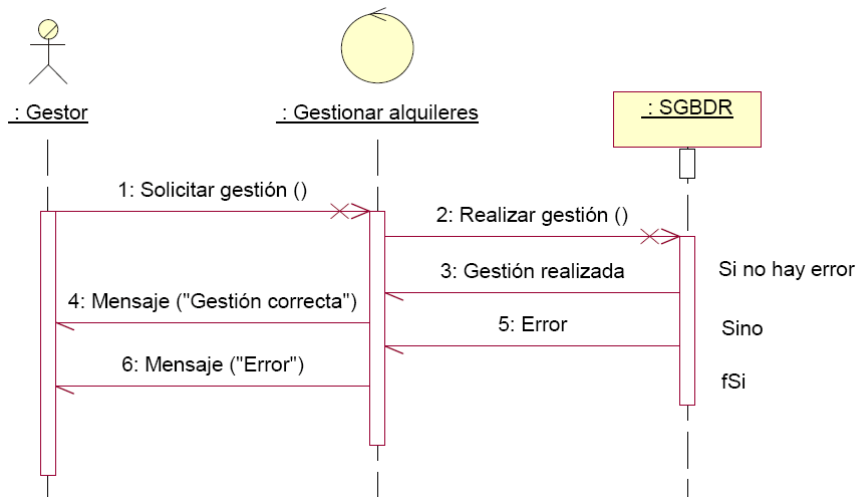 : Gestor
: Gestionar alquileres
: SGBDR
1: Solicitar gestión ()
2: Realizar gestión ()
3: Gestión realizada
Si no hay error
4: Mensaje ("Gestión correcta")
5: Error
Sino
6: Mensaje ("Error")
fSi